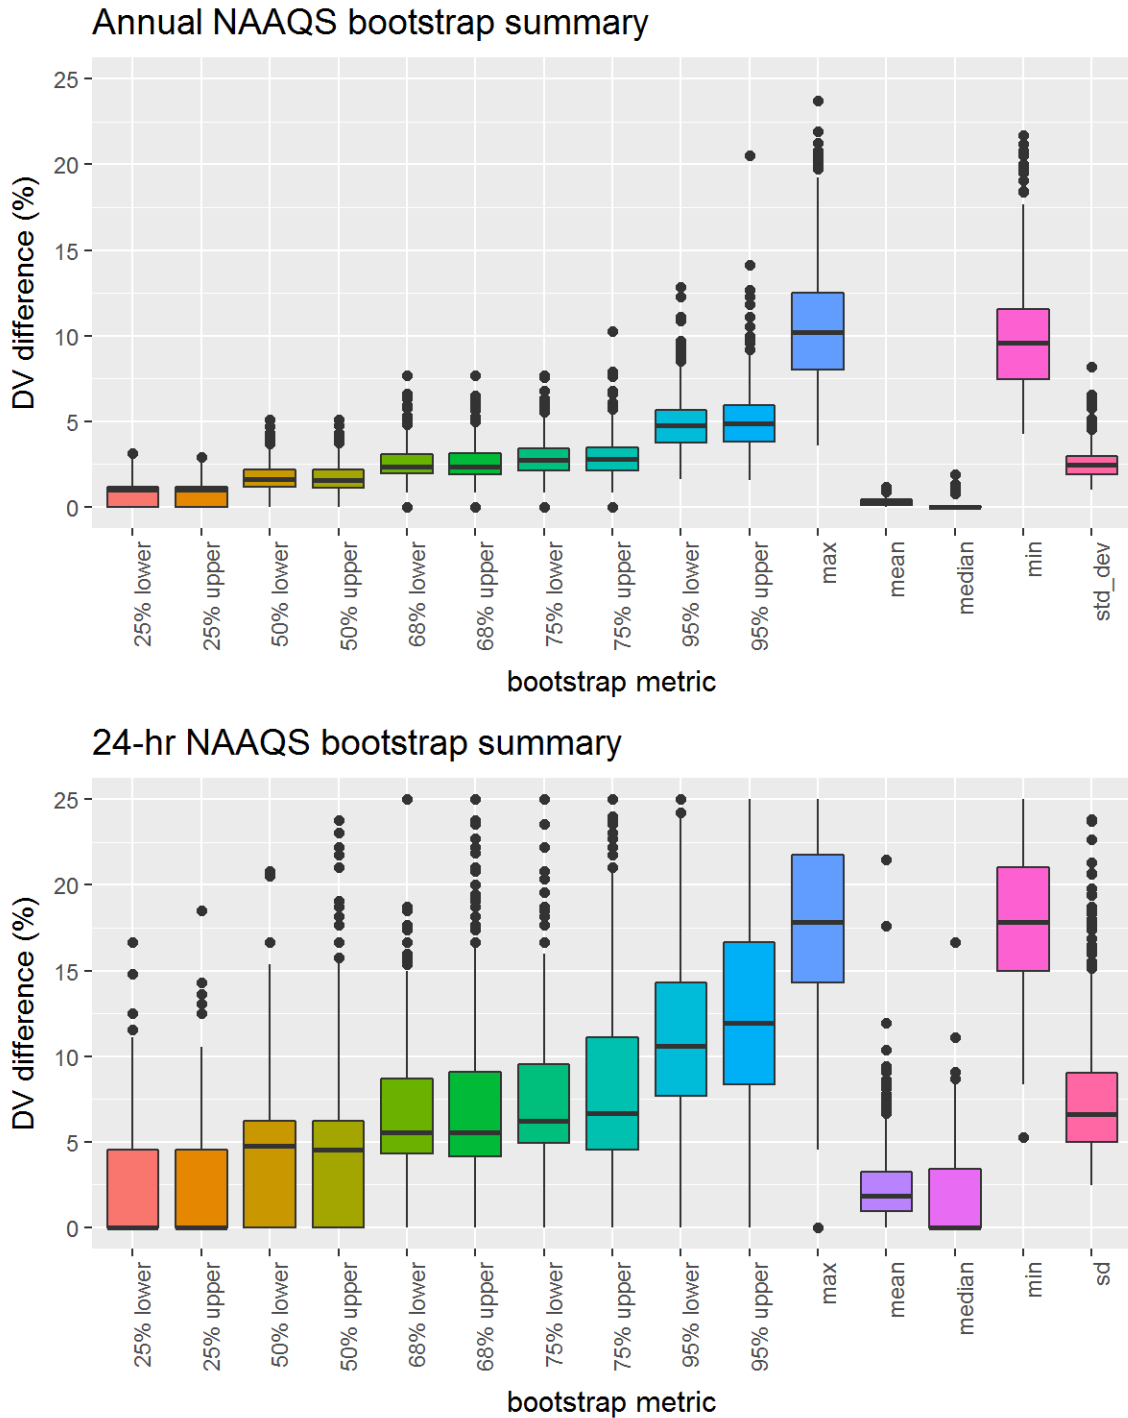 Annual NAAQS bootstrap summary
25
20
15
10
5
0
DV difference (%)
25% lower
25% upper
50% lower
50% upper
68% lower
68% upper
75% lower
75% upper
95% lower
95% upper
max
mean
median
min
std_dev
bootstrap metric
24-hr NAAQS bootstrap summary
25
20
15
10
5
0
DV difference (%)
25% lower
25% upper
50% lower
50% upper
68% lower
68% upper
75% lower
75% upper
95% lower
95% upper
max
mean
median
min
sd
bootstrap metric